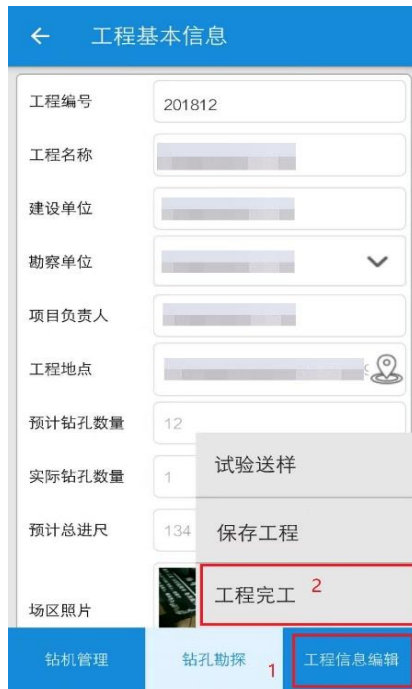 工程基本信息
工程编号 201812
工程名称
建设单位
勘察单位
项目负责人
工程地点
预计钻孔数量 12
实际钻孔数量 1
预计总进尺 134
场区照片
试验送样
保存工程
工程完工 2
钻机管理 钻孔勘探 1 工程信息编辑